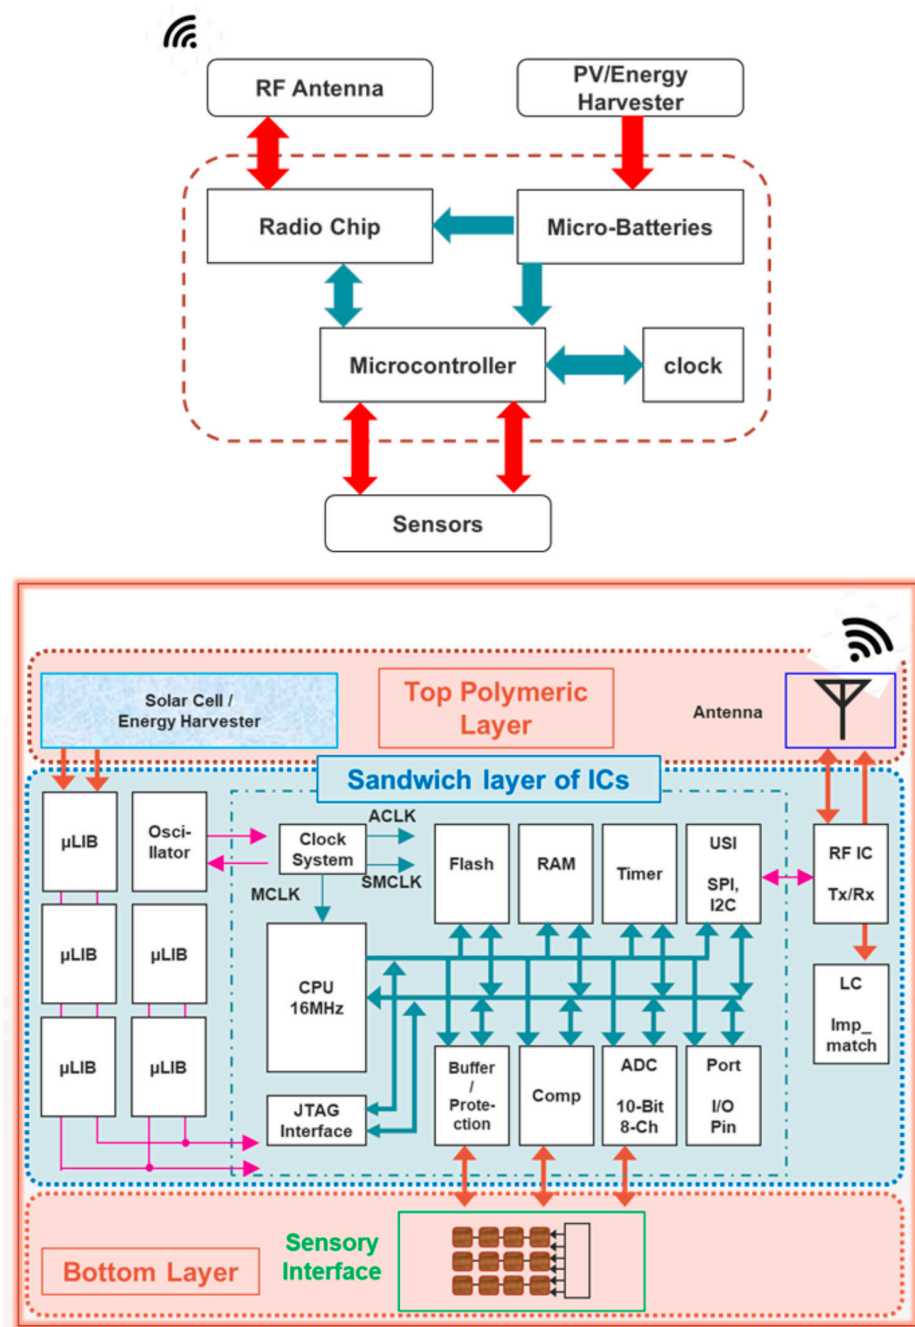 RF Antenna
PV/Energy
Harvester
Radio Chip
Micro-Batteries
Microcontroller
clock
Sensors
Solar Cell /
Energy Harvester
Top Polymeric
Layer
Antenna
Sandwich layer of ICs
µLIB
Osci-
llator
Clock
System
ACLK
SMCLK
MCLK
Flash
RAM
Timer
USI
SPI,
I2C
RF IC
Tx/Rx
µLIB
µLIB
CPU
16MHz
LC
Imp_
match
µLIB
µLIB
JTAG
Interface
Buffer
/
Prote-
ction
Comp
ADC
10-Bit
8-Ch
Port
I/O
Pin
Bottom Layer
Sensory
Interface